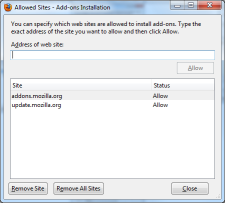 Allowed Sites - Add-ons Installation
You can specify which web sites are allowed to install add-ons. Type the
exact address of the site you want to allow and then click Allow.
Address of web site:
Allow
Site Status
addons.mozilla.org Allow
update.mozilla.org Allow
Remove Site Remove All Sites Close